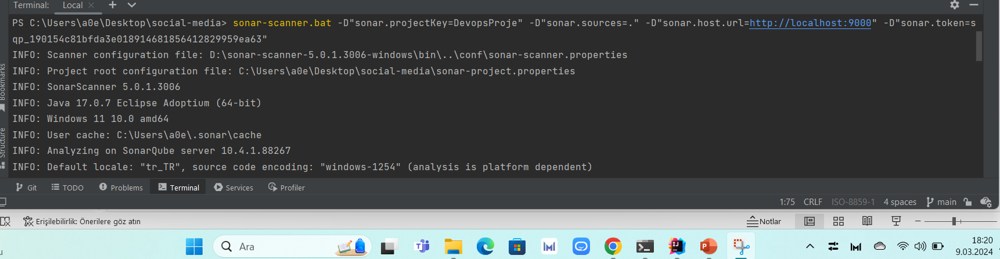 Terminal: Local
PS C:\Users\a0e\Desktop\social-media> sonar-scanner.bat -D"sonar.projectKey=DevopsProje" -D"sonar.sources=." -D"sonar.host.url=http://localhost:9000" -D"sonar.token=s
qp_190154c81bfda3e018914681856412829959ea63"
INFO: Scanner configuration file: D:\sonar-scanner-5.0.1.3006-windows\bin\..\conf\sonar-scanner.properties
INFO: Project root configuration file: C:\Users\a0e\Desktop\social-media\sonar-project.properties
INFO: SonarScanner 5.0.1.3006
INFO: Java 17.0.7 Eclipse Adoptium (64-bit)
INFO: Windows 11 10.0 amd64
INFO: User cache: C:\Users\a0e\.sonar\cache
INFO: Analyzing on SonarQube server 10.4.1.88267
INFO: Default locale: "tr_TR", source code encoding: "windows-1254" (analysis is platform dependent)
Bookmarks
Structure
Git TODO Problems Terminal Services Profiler
1:75 CRLF ISO-8859-1 4 spaces main
Erişilebilirlik: Önerilere göz atın
Notlar
Ara
18:20
9.03.2024